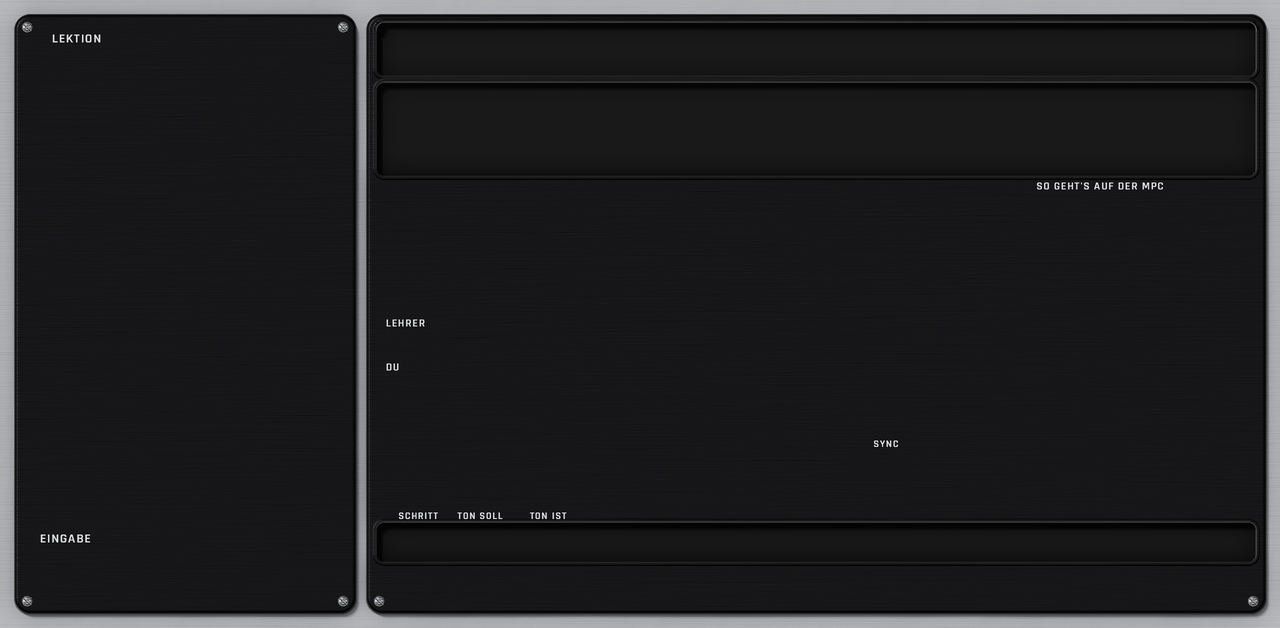 LEKTION
SO GEHT'S AUF DER MPC
LEHRER
DU
SYNC
SCHRITT TON SOLL TON IST
EINGABE